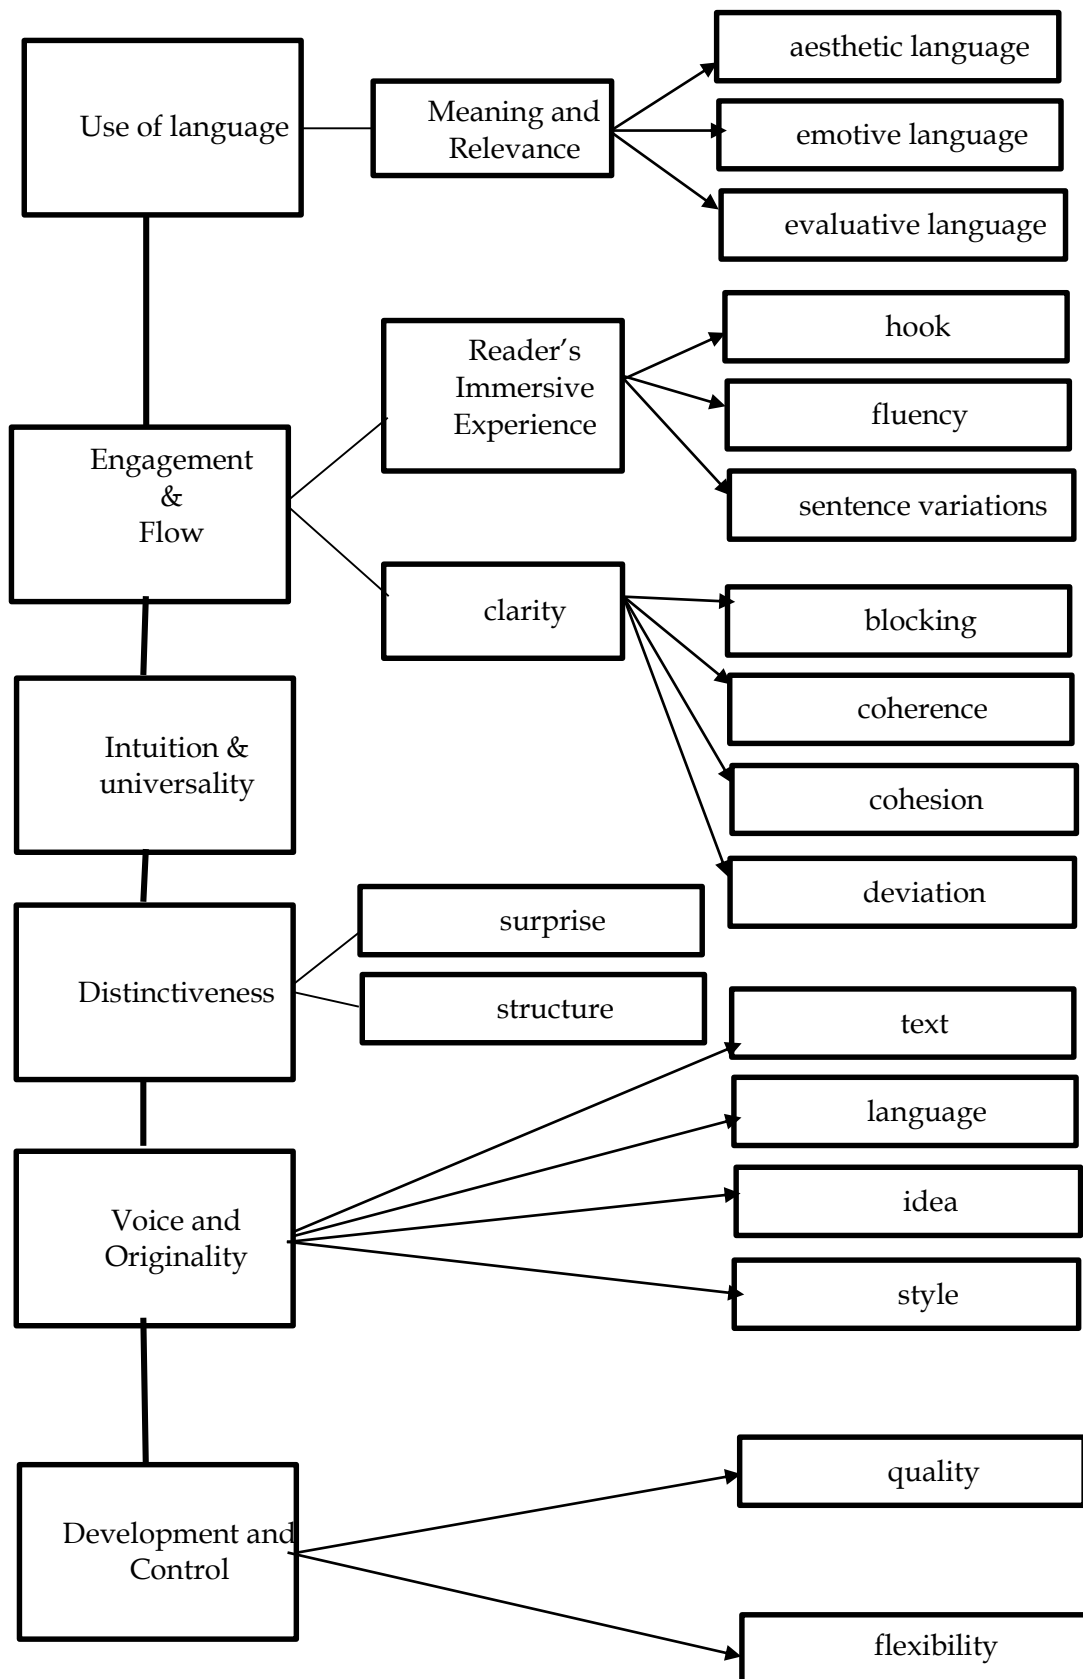 Use of language
Meaning and
Relevance
aesthetic language
emotive language
evaluative language
Engagement
&
Flow
Reader’s
Immersive
Experience
hook
fluency
sentence variations
clarity
blocking
coherence
cohesion
deviation
Intuition &
universality
Distinctiveness
surprise
structure
Voice and
Originality
text
language
idea
style
Development and
Control
quality
flexibility